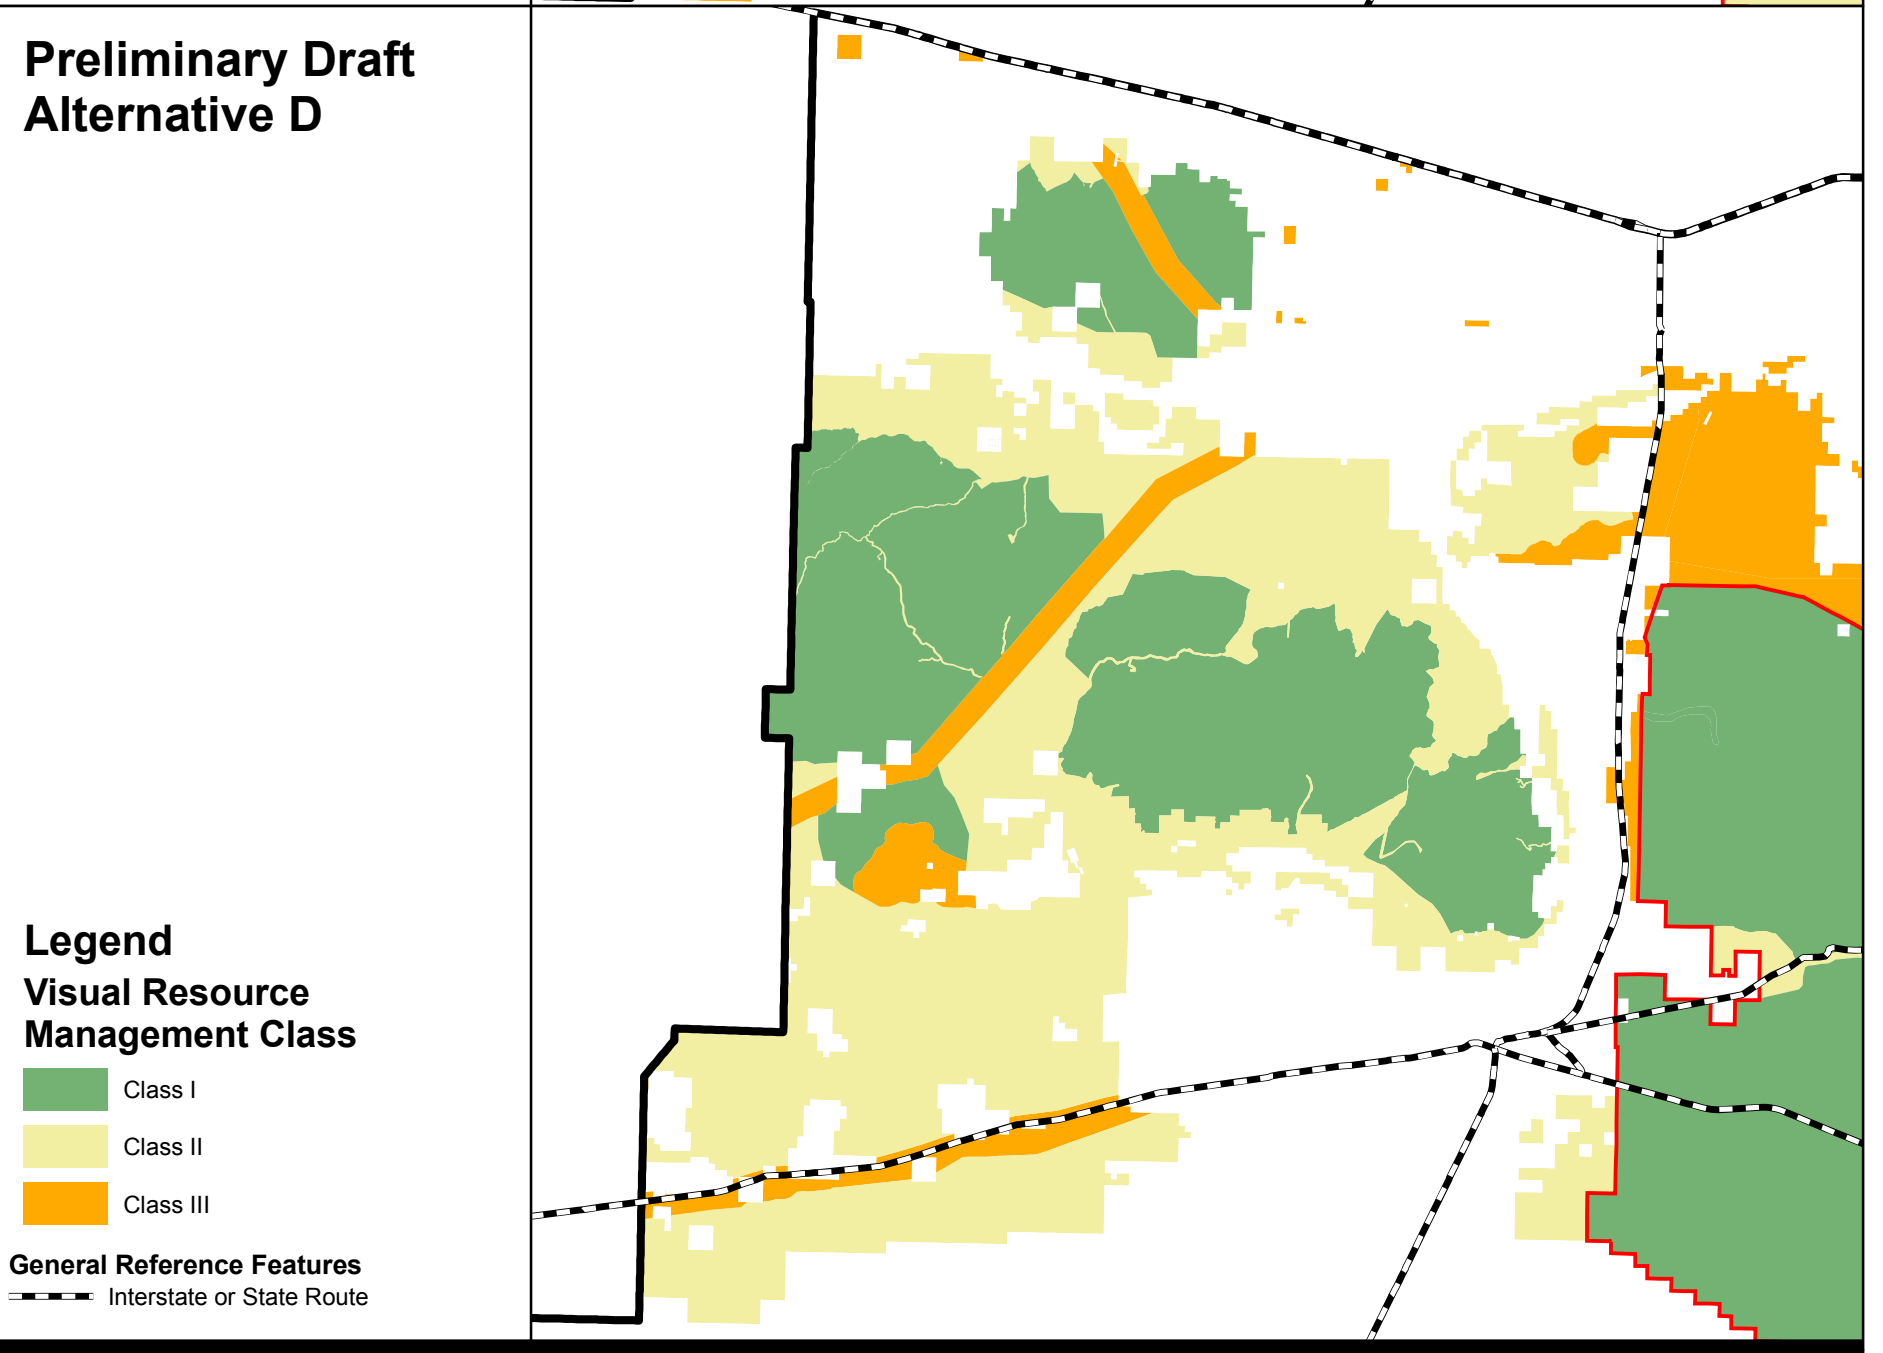 Preliminary Draft
Alternative D
Legend
Visual Resource
Management Class
Class I
Class II
Class III
General Reference Features
Interstate or State Route